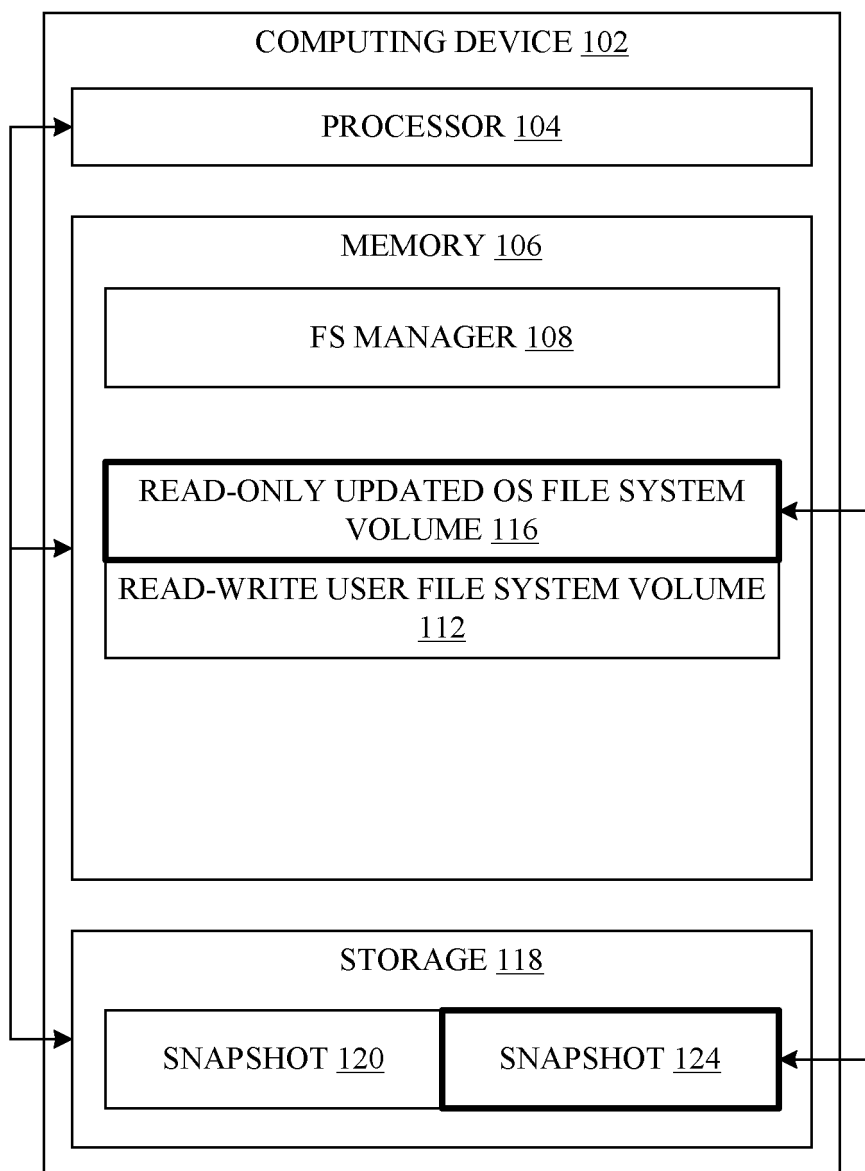 COMPUTING DEVICE 102
PROCESSOR 104
MEMORY 106
FS MANAGER 108
READ-ONLY UPDATED OS FILE SYSTEM
VOLUME 116
READ-WRITE USER FILE SYSTEM VOLUME
112
STORAGE 118
SNAPSHOT 120
SNAPSHOT 124